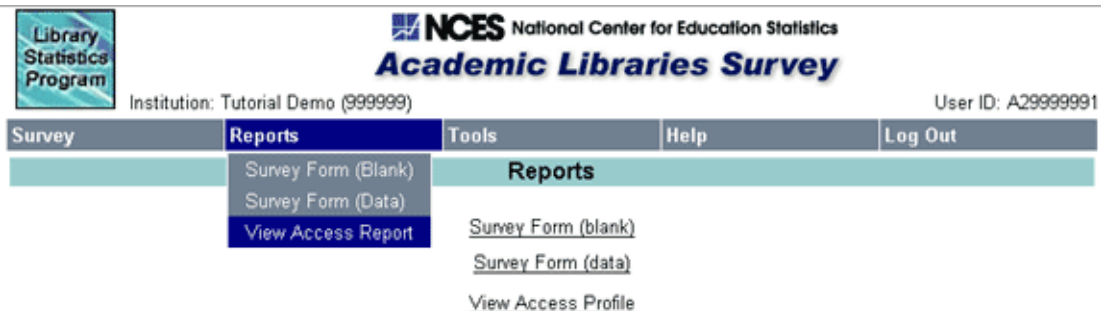 Library
Statistics
Program
NCES National Center for Education Statistics
Academic Libraries Survey
Institution: Tutorial Demo (999999) User ID: A29999991
Survey Reports Tools Help Log Out
Reports
Survey Form (Blank)
Survey Form (Data)
View Access Report
Survey Form (blank)
Survey Form (data)
View Access Profile